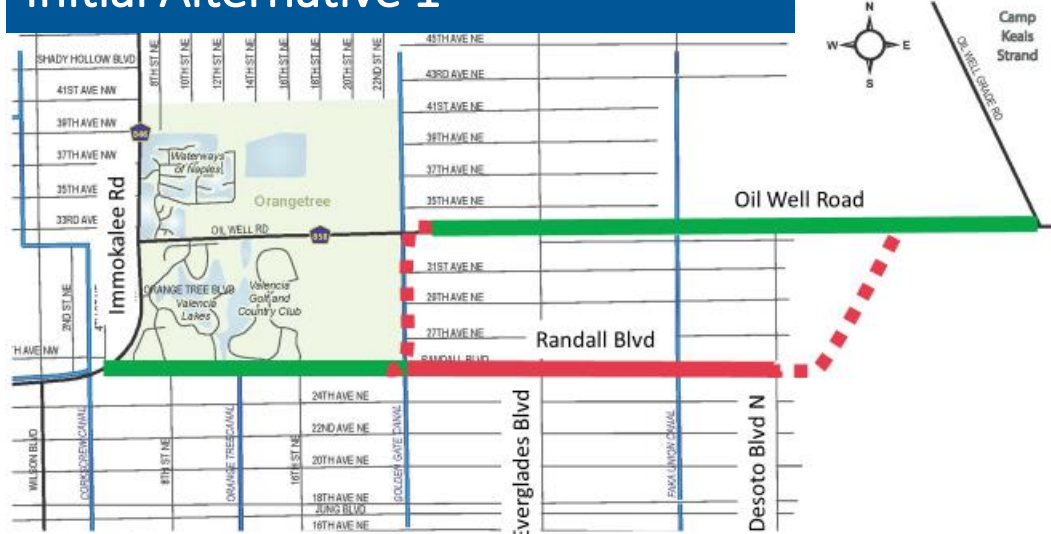 Initial Alternative 1
N
W
E
S
Camp
Keals
Strand
OIL WELL GRADE RD
SHADY HOLLOW BLVD
41ST AVE NW
39TH AVE NW
37TH AVE NW
35TH AVE
33RD AVE
8TH ST NE
10TH ST NE
12TH ST NE
14TH ST NE
16TH ST NE
18TH ST NE
20TH ST NE
22ND ST NE
45TH AVE NE
43RD AVE NE
41ST AVE NE
39TH AVE NE
37TH AVE NE
35TH AVE NE
846
Waterways
of Naples
Orangetree
OIL WELL RD
858
Oil Well Road
Immokalee Rd
2ND ST NE
ORANGE TREE BLVD
Valencia
Lakes
Valencia
Golf and
Country Club
31ST AVE NE
29TH AVE NE
27TH AVE NE
RANDALL BLVD
Randall Blvd
H AVE NW
24TH AVE NE
22ND AVE NE
20TH AVE NE
18TH AVE NE
JUNG BLVD
16TH AVE NE
WILSON BLVD
CORKSCREW CANAL
8TH ST NE
ORANGE TREE CANAL
16TH ST NE
GOLDEN GATE CANAL
Everglades Blvd
FAKA UNION CANAL
Desoto Blvd N